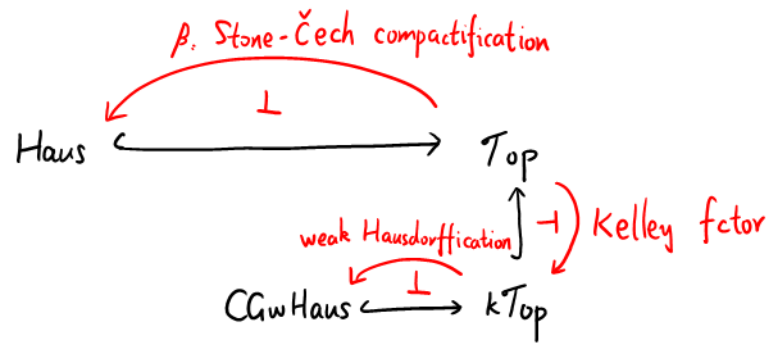 β. Stone-Čech compactification
⊥
Haus Top
weak Hausdorffication ⊣ Kelley fctor
⊥
CGwHaus kTop